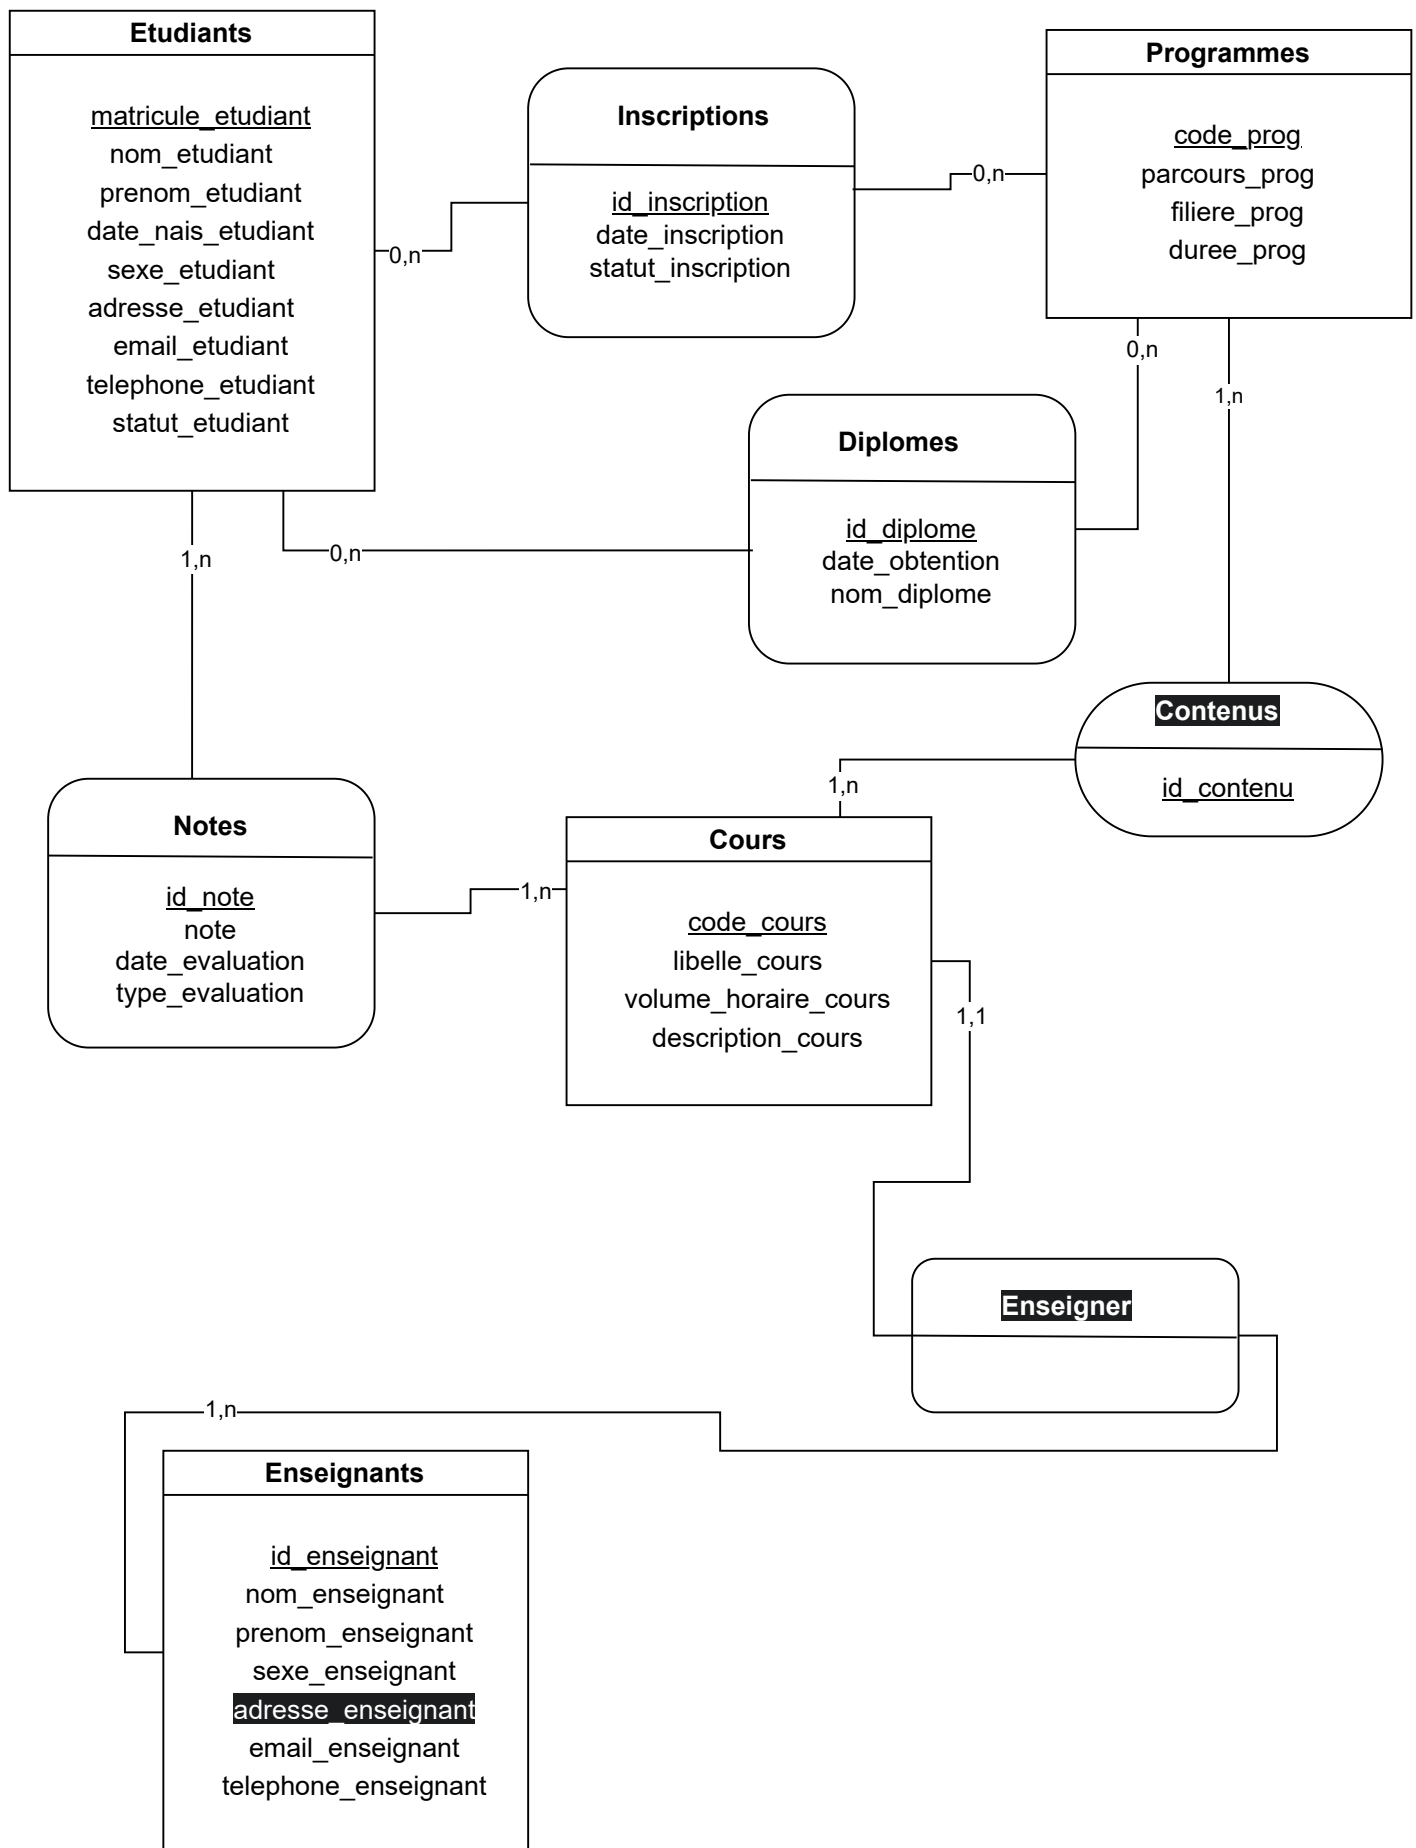 Etudiants
matricule_etudiant
nom_etudiant
prenom_etudiant
date_nais_etudiant
sexe_etudiant
adresse_etudiant
email_etudiant
telephone_etudiant
statut_etudiant
0,n
Inscriptions
id_inscription
date_inscription
statut_inscription
0,n
Programmes
code_prog
parcours_prog
filiere_prog
duree_prog
0,n
1,n
Diplomes
id_diplome
date_obtention
nom_diplome
1,n
0,n
Contenus
id_contenu
1,n
Notes
id_note
note
date_evaluation
type_evaluation
1,n
Cours
code_cours
libelle_cours
volume_horaire_cours
description_cours
1,1
Enseigner
1,n
Enseignants
id_enseignant
nom_enseignant
prenom_enseignant
sexe_enseignant
adresse_enseignant
email_enseignant
telephone_enseignant